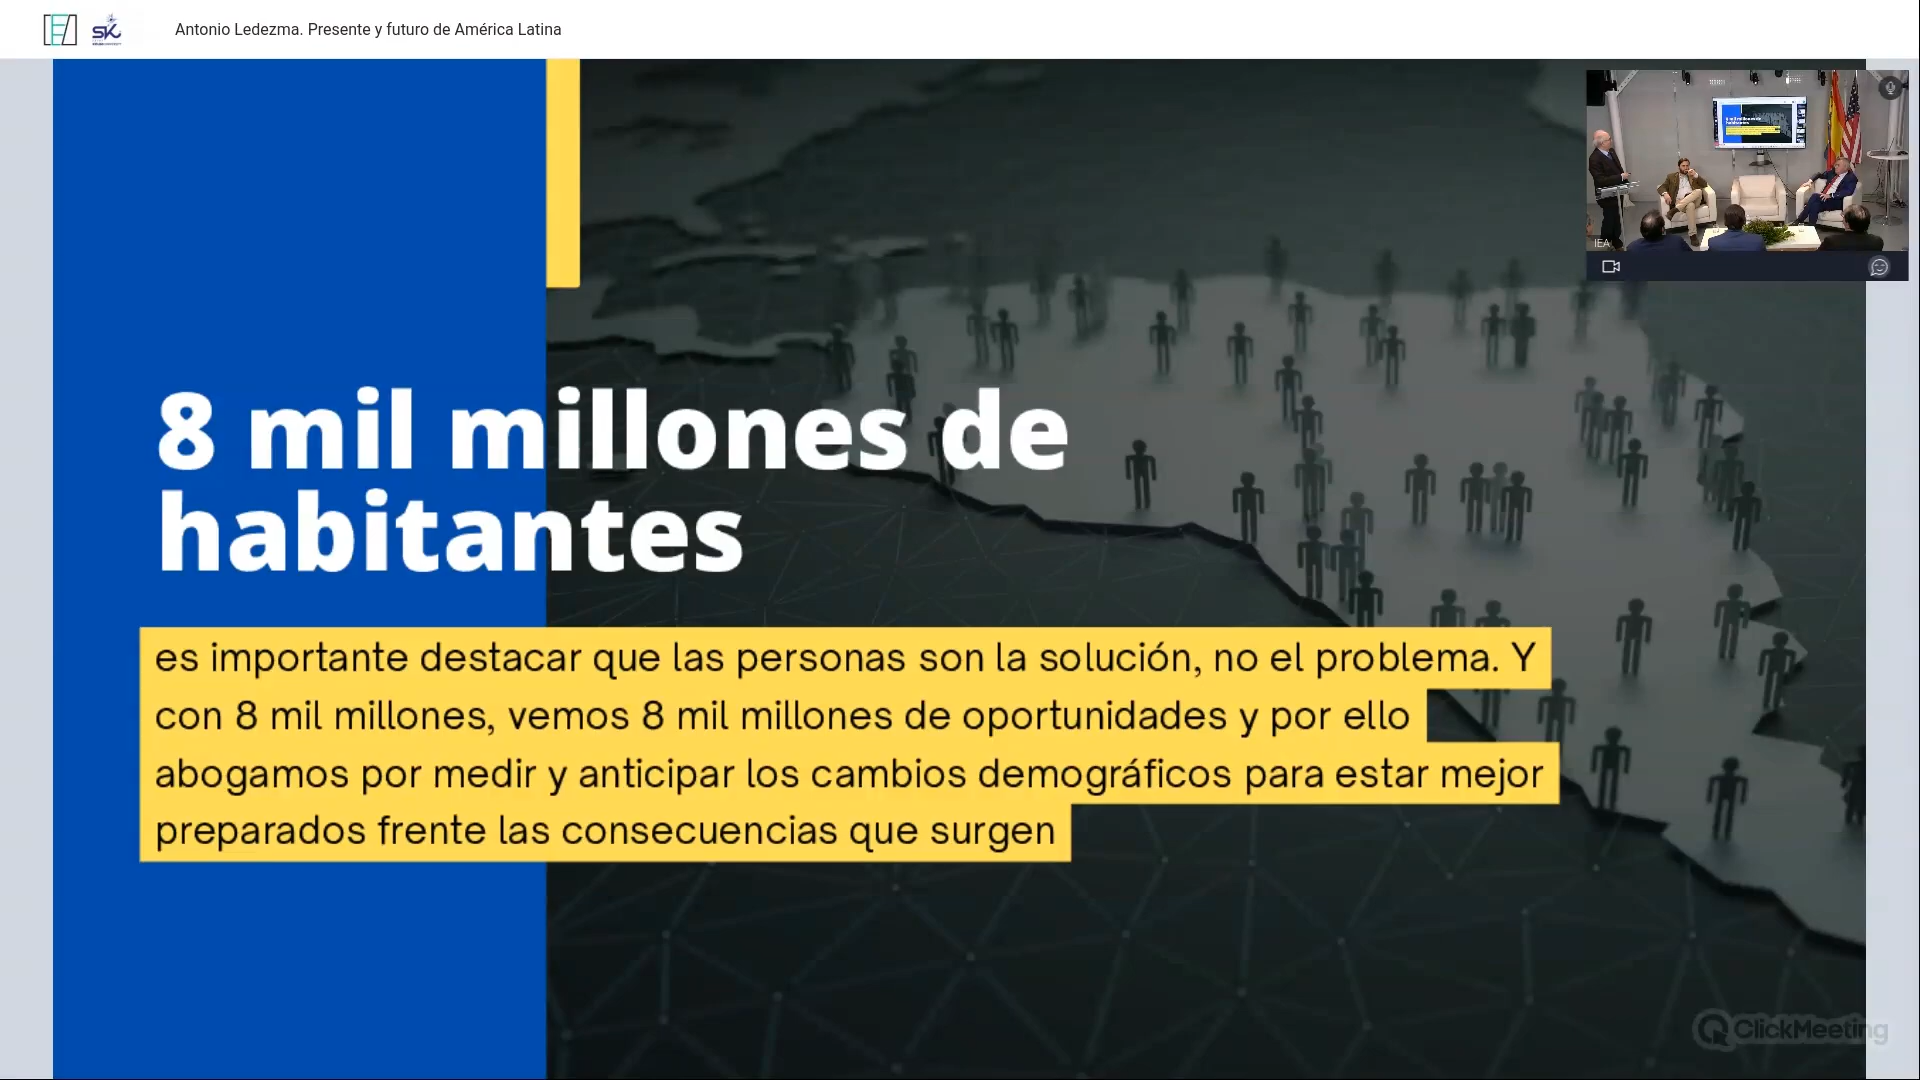 SK
Antonio Ledezma. Presente y futuro de América Latina
8 mil millones de
habitantes
es importante destacar que las personas son la solución, no el problema. Y
con 8 mil millones, vemos 8 mil millones de oportunidades y por ello
abogamos por medir y anticipar los cambios demográficos para estar mejor
preparados frente las consecuencias que surgen
IEA
ClickMeeting